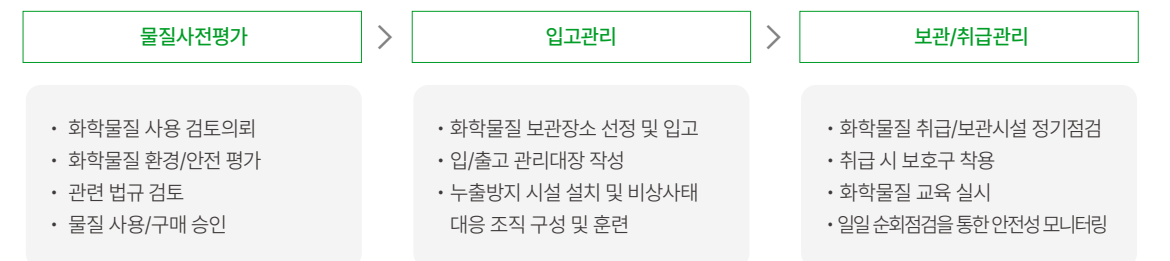 물질사전평가
입고관리
보관/취급관리
• 화학물질 사용 검토의뢰
• 화학물질 환경/안전 평가
• 관련 법규 검토
• 물질 사용/구매 승인
• 화학물질 보관장소 선정 및 입고
• 입/출고 관리대장 작성
• 누출방지 시설 설치 및 비상사태
대응 조직 구성 및 훈련
• 화학물질 취급/보관시설 정기점검
• 취급 시 보호구 착용
• 화학물질 교육 실시
• 일일 순회점검을 통한 안전성 모니터링